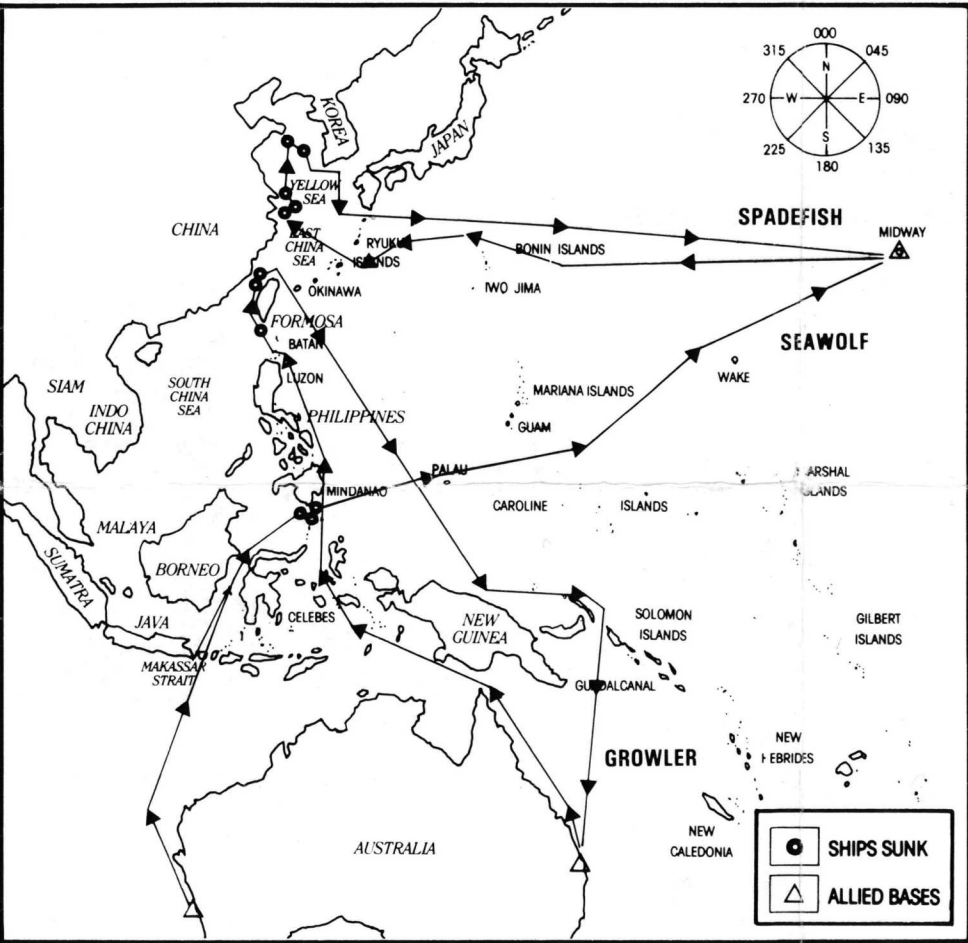 000
315
045
N
270
W
E
090
S
225
135
180
KOREA
JAPAN
YELLOW
SEA
CHINA
EAST
CHINA
SEA
RYUKU
ISLANDS
BONIN ISLANDS
SPADEFISH
MIDWAY
OKINAWA
IWO JIMA
FORMOSA
BATAN
LUZON
SEAWOLF
WAKE
SIAM
INDO
CHINA
SOUTH
CHINA
SEA
MARIANA ISLANDS
GUAM
PHILIPPINES
PALAU
MINDANAO
CAROLINE
ISLANDS
ARSHAL
SLANDS
MALAYA
SUMATRA
BORNEO
JAVA
CELEBES
NEW
GUINEA
SOLOMON
ISLANDS
GILBERT
ISLANDS
MAKASSAR
STRAIT
GUADALCANAL
GROWLER
NEW
HEBRIDES
AUSTRALIA
NEW
CALEDONIA
SHIPS SUNK
ALLIED BASES